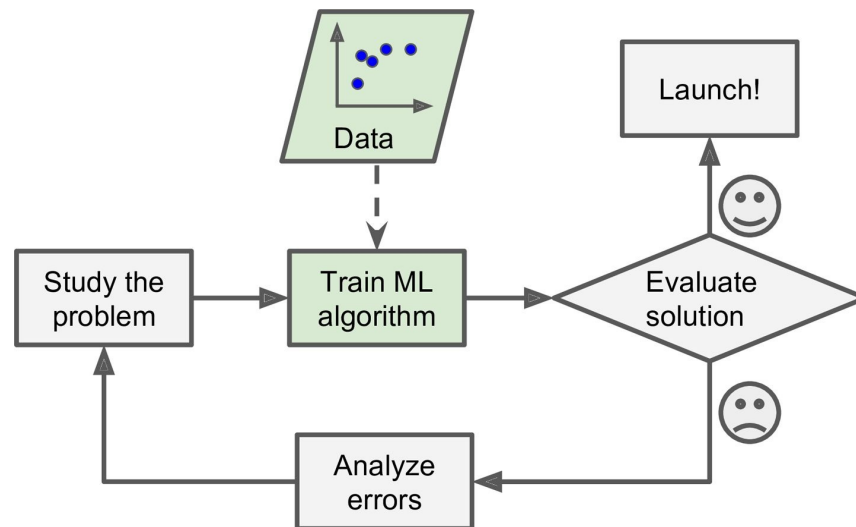 Data
Launch!
Study the
problem
Train ML
algorithm
Evaluate
solution
Analyze
errors